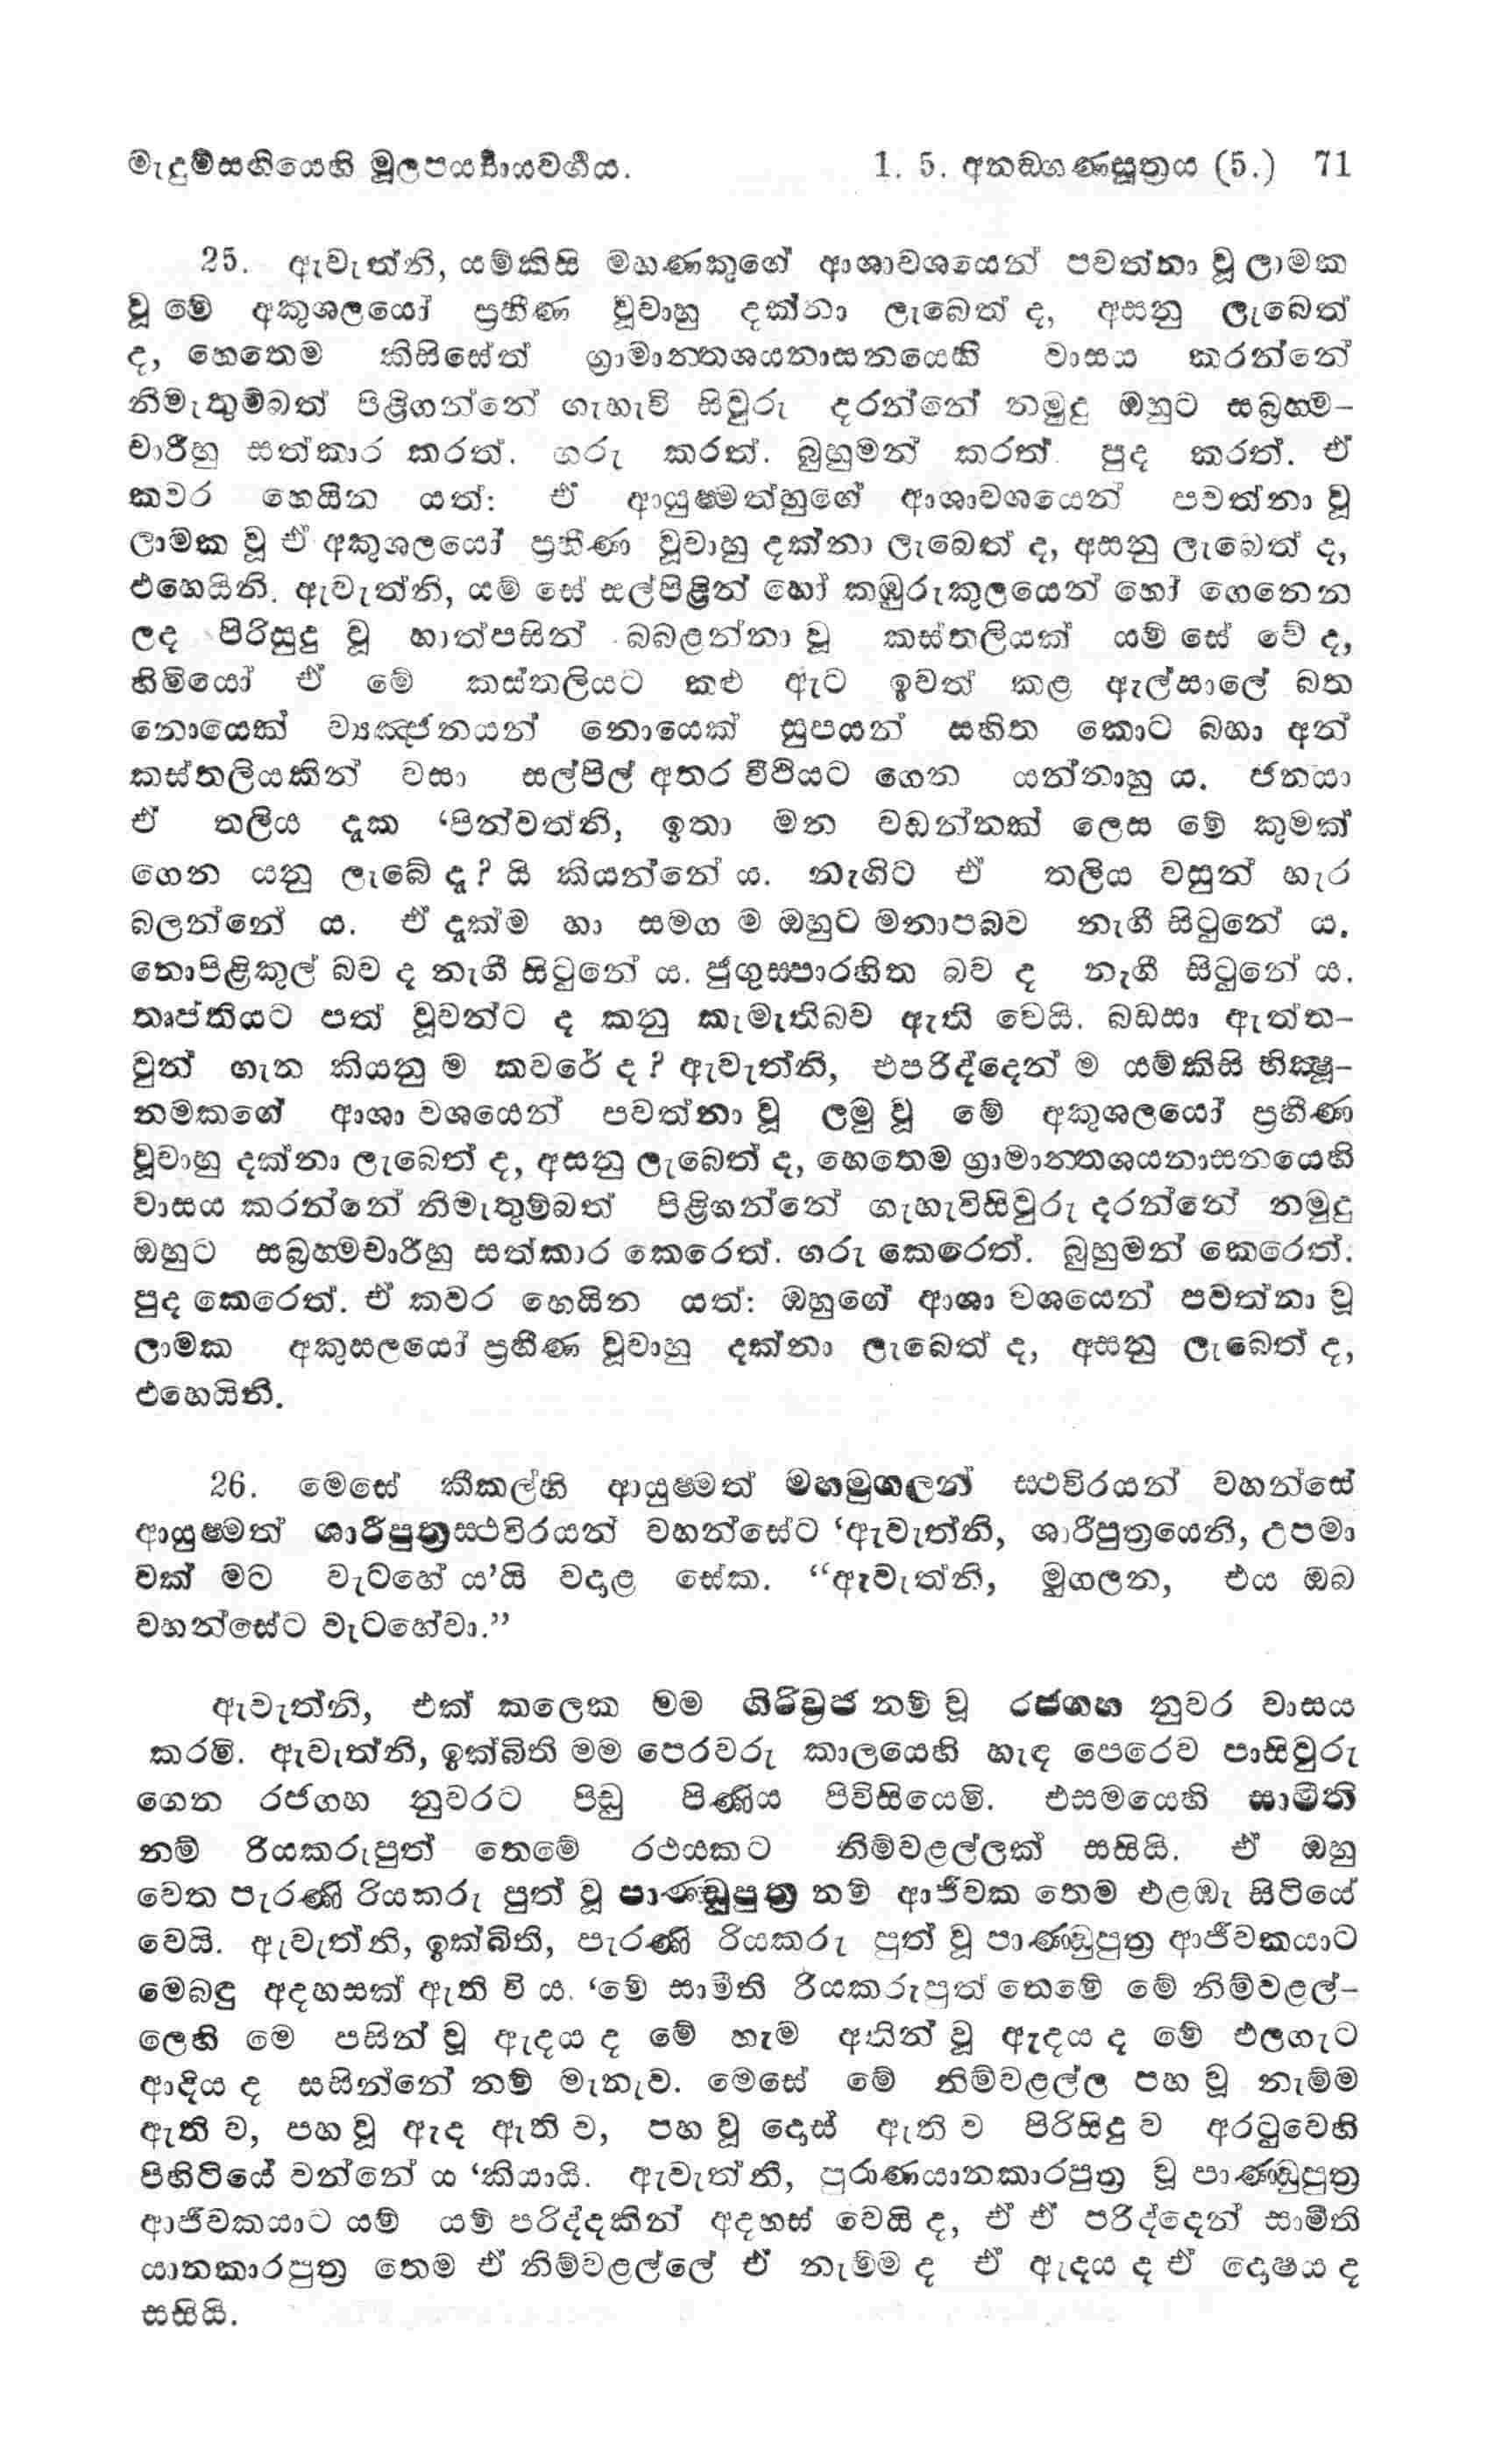 මැදුම්සඟියෙහි මූලපර්‍ය්‍යායවර්‍ගය. 1. 5. අනඞ්ගණසූත්‍රය (5.) 71
25. ඇවැත්නි, යම්කිසි මහණකුගේ ආශාවශයෙන් පවත්නා වූ ලාමක
වූ මේ අකුශලයෝ ප්‍රහීණ වූවාහු දක්නා ලැබෙත් ද, අසනු ලැබෙත්
ද, හෙතෙම කිසිසේත් ග්‍රාමාන්තශයනාසනයෙහි වාසය කරන්නේ
නිමැතුම්බත් පිළිගන්නේ ගැහැවි සිවුරු දරන්නේ නමුදු ඔහුට සබ්‍රහ්ම-
චාරීහු සත්කාර කරත්. ගරු කරත්. බුහුමන් කරත් පුද කරත්. ඒ
කවර හෙයින යත්: ඒ ආයුෂ්මත්හුගේ ආශාවශයෙන් පවත්නා වූ
ලාමක වූ ඒ අකුශලයෝ ප්‍රහීණ වූවාහු දක්නා ලැබෙත් ද, අසනු ලැබෙත් ද,
එහෙයිනි. ඇවැත්නි, යම් සේ සල්පිළින් හෝ කඹුරුකුලයෙන් හෝ ගෙනෙන
ලද පිරිසුදු වූ හාත්පසින් බබළන්නා වූ කස්තලියක් යම් සේ වේ ද,
හිමියෝ ඒ මේ කස්තලියට කළු ඇට ඉවත් කළ ඇල්සාලේ බත
නොයෙක් ව්‍යඤ්ජනයන් නොයෙක් සුපයන් සහිත කොට බහා අන්
කස්තලියකින් වසා සල්පිල් අතර වීථියට ගෙන යන්නාහු ය. ජනයා
ඒ තලිය දැක ‘පින්වත්නි, ඉතා මන වඩන්නක් ලෙස මේ කුමක්
ගෙන යනු ලැබේ ද? යි කියන්නේ ය. නැගිට ඒ තලිය වසුන් හැර
බලන්නේ ය. ඒ දැක්ම හා සමග ම ඔහුට මනාපබව නැගී සිටුනේ ය.
නොපිළිකුල් බව ද නැගී සිටුනේ ය. ජුගුප්සාරහිත බව ද නැගී සිටුනේ ය.
තෘප්තියට පත් වූවන්ට ද කනු කැමැතිබව ඇති වෙයි. බඩසා ඇත්ත-
වුන් ගැන කියනු ම කවරේ ද? ඇවැත්නි, එපරිද්දෙන් ම යම්කිසි භික්‍ෂූ-
නමකගේ ආශා වශයෙන් පවත්නා වූ ලමු වූ මේ අකුශලයෝ ප්‍රහීණ
වූවාහු දක්නා ලැබෙත් ද, අසනු ලැබෙත් ද, හෙතෙම ග්‍රාමාන්තශයනාසනයෙහි
වාසය කරන්නේ නිමැතුම්බත් පිළිගන්නේ ගැහැවිසිවුරු දරන්නේ නමුදු
ඔහුට සබ්‍රහ්මචාරීහු සත්කාර කෙරෙත්. ගරු කෙරෙත්. බුහුමන් කෙරෙත්.
පුද කෙරෙත්. ඒ කවර හෙයින යත්: ඔහුගේ ආශා වශයෙන් පවත්නා වූ
ලාමක අකුසලයෝ ප්‍රහීණ වූවාහු දක්නා ලැබෙත් ද, අසනු ලැබෙත් ද,
එහෙයිනි.
26. මෙසේ කීකල්හි ආයුෂ්මත් මහමුගලන් ස්ථවිරයන් වහන්සේ
ආයුෂ්මත් ශාරීපුත්‍රස්ථවිරයන් වහන්සේට ‘ඇවැත්නි, ශාරීපුත්‍රයෙනි, උපමා
වක් මට වැටහේ ය’යි වදාළ සේක. “ඇවැත්නි, මුගලන, එය ඔබ
වහන්සේට වැටහේවා.”
ඇවැත්නි, එක් කලෙක මම ගිරිව්‍රජ නම් වූ රජගහ නුවර වාසය
කරමි. ඇවැත්නි, ඉක්බිති මම පෙරවරු කාලයෙහි හැඳ පෙරෙව පාසිවුරු
ගෙන රජගහ නුවරට පිඩු පිණිය පිවිසියෙමි. එසමයෙහි සාමීති
නම් රියකරුපුත් තෙමේ රථයකට නිම්වළල්ලක් සසියි. ඒ ඔහු
වෙත පැරණි රියකරු පුත් වූ පාණ්ඩුපුත්‍ර නම් ආජීවක තෙම එළඹැ සිටියේ
වෙයි. ඇවැත්නි, ඉක්බිති, පැරණි රියකරු පුත් වූ පාණ්ඩුපුත්‍ර ආජීවකයාට
මෙබඳු අදහසක් ඇති වි ය. ‘මේ සාමීති රියකරුපුත් තෙමේ මේ නිම්වළල්-
ලෙහි මෙ පසින් වූ ඇදය ද මේ හැම අතින් වූ ඇදය ද මේ එලගැට
ආදිය ද සසින්නේ නම් මැනැව. මෙසේ මේ නිම්වළල්ල පහ වූ නැම්ම
ඇති ව, පහ වූ ඇද ඇති ව, පහ වූ දොස් ඇති ව පිරිසිදු ව අරටුවෙහි
පිහිටියේ වන්නේ ය ‘කියායි. ඇවැත්නි, පුරාණයානකාරපුත්‍ර වූ පාණ්ඩුපුත්‍ර
ආජීවකයාට යම් යම් පරිද්දකින් අදහස් වෙයි ද, ඒ ඒ පරිද්දෙන් සාමීති
යානකාරපුත්‍ර තෙම ඒ නිම්වළල්ලේ ඒ නැම්ම ද ඒ ඇදය ද ඒ දොෂය ද
සසියි.